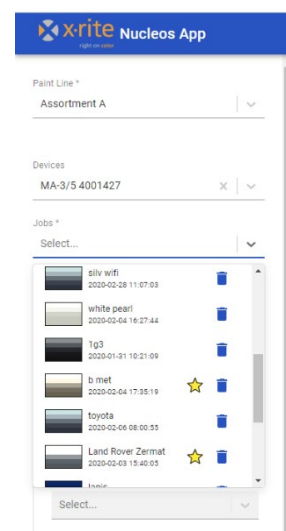 x·rite Nucleos App
right on color
Paint Line *
Assortment A
Devices
MA-3/5 4001427
Jobs *
Select...
silv wifi
2020-02-28 11:07:03
white pearl
2020-02-04 16:27:44
1g3
2020-01-31 10:21:09
b met
2020-02-04 17:35:19
toyota
2020-02-06 08:00:55
Land Rover Zermat
2020-02-03 15:40:05
Select...